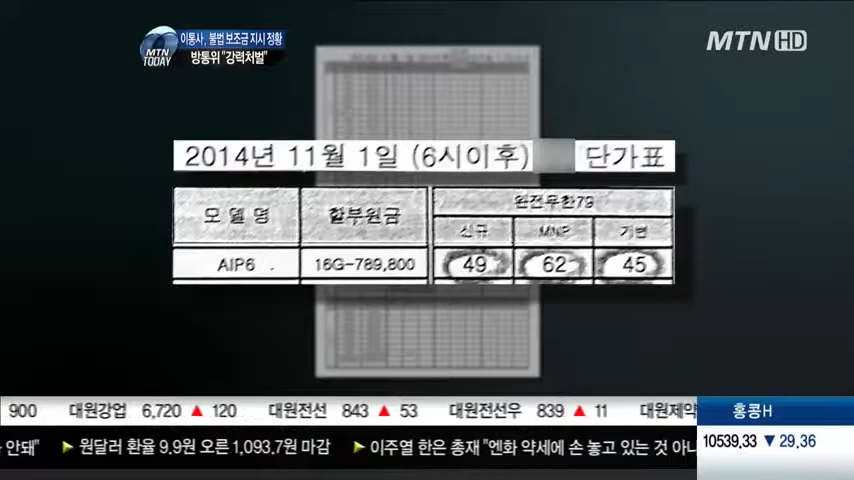 이통사, 불법 보조금 지시 정황
방통위 "강력처벌"
MTN
TODAY
MTN HD
2014년 11월 1일 (6시이후) 단가표
모델명 할부원금 완전무한79
신규 MNP 기변
AIP6 16G-789,800 49 62 45
900 대원강업 6,720 ▲ 120 대원전선 843 ▲ 53 대원전선우 839 ▲ 11 대원제약
홍콩H
안돼" ▶ 원달러 환율 9.9원 오른 1,093.7원 마감 ▶ 이주열 한은 총재 "엔화 약세에 손 놓고 있는 것 아니
10539,33 ▼ 29,36